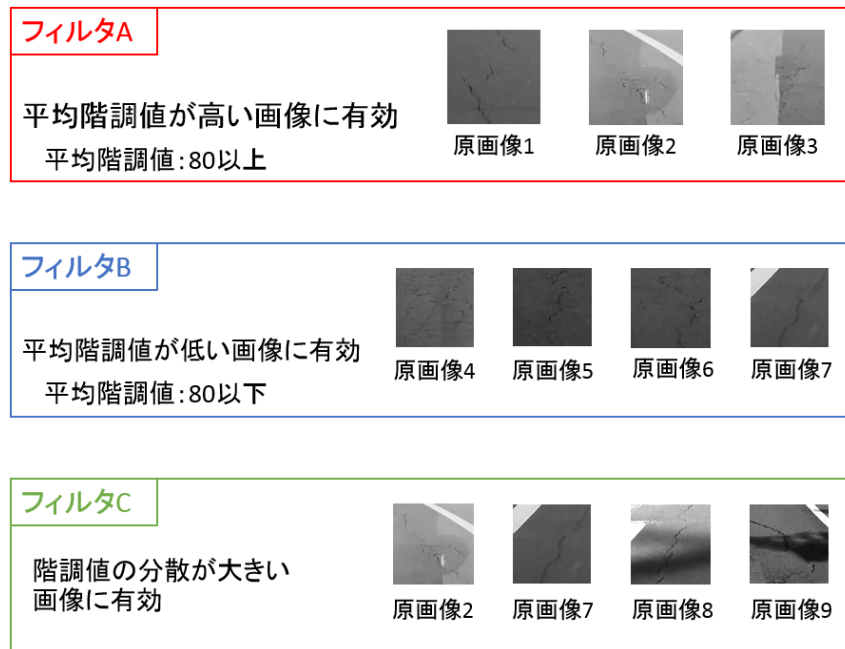 フィルタA
平均階調値が高い画像に有効
平均階調値:80以上
原画像1
原画像2
原画像3
フィルタB
平均階調値が低い画像に有効
平均階調値:80以下
原画像4
原画像5
原画像6
原画像7
フィルタC
階調値の分散が大きい
画像に有効
原画像2
原画像7
原画像8
原画像9